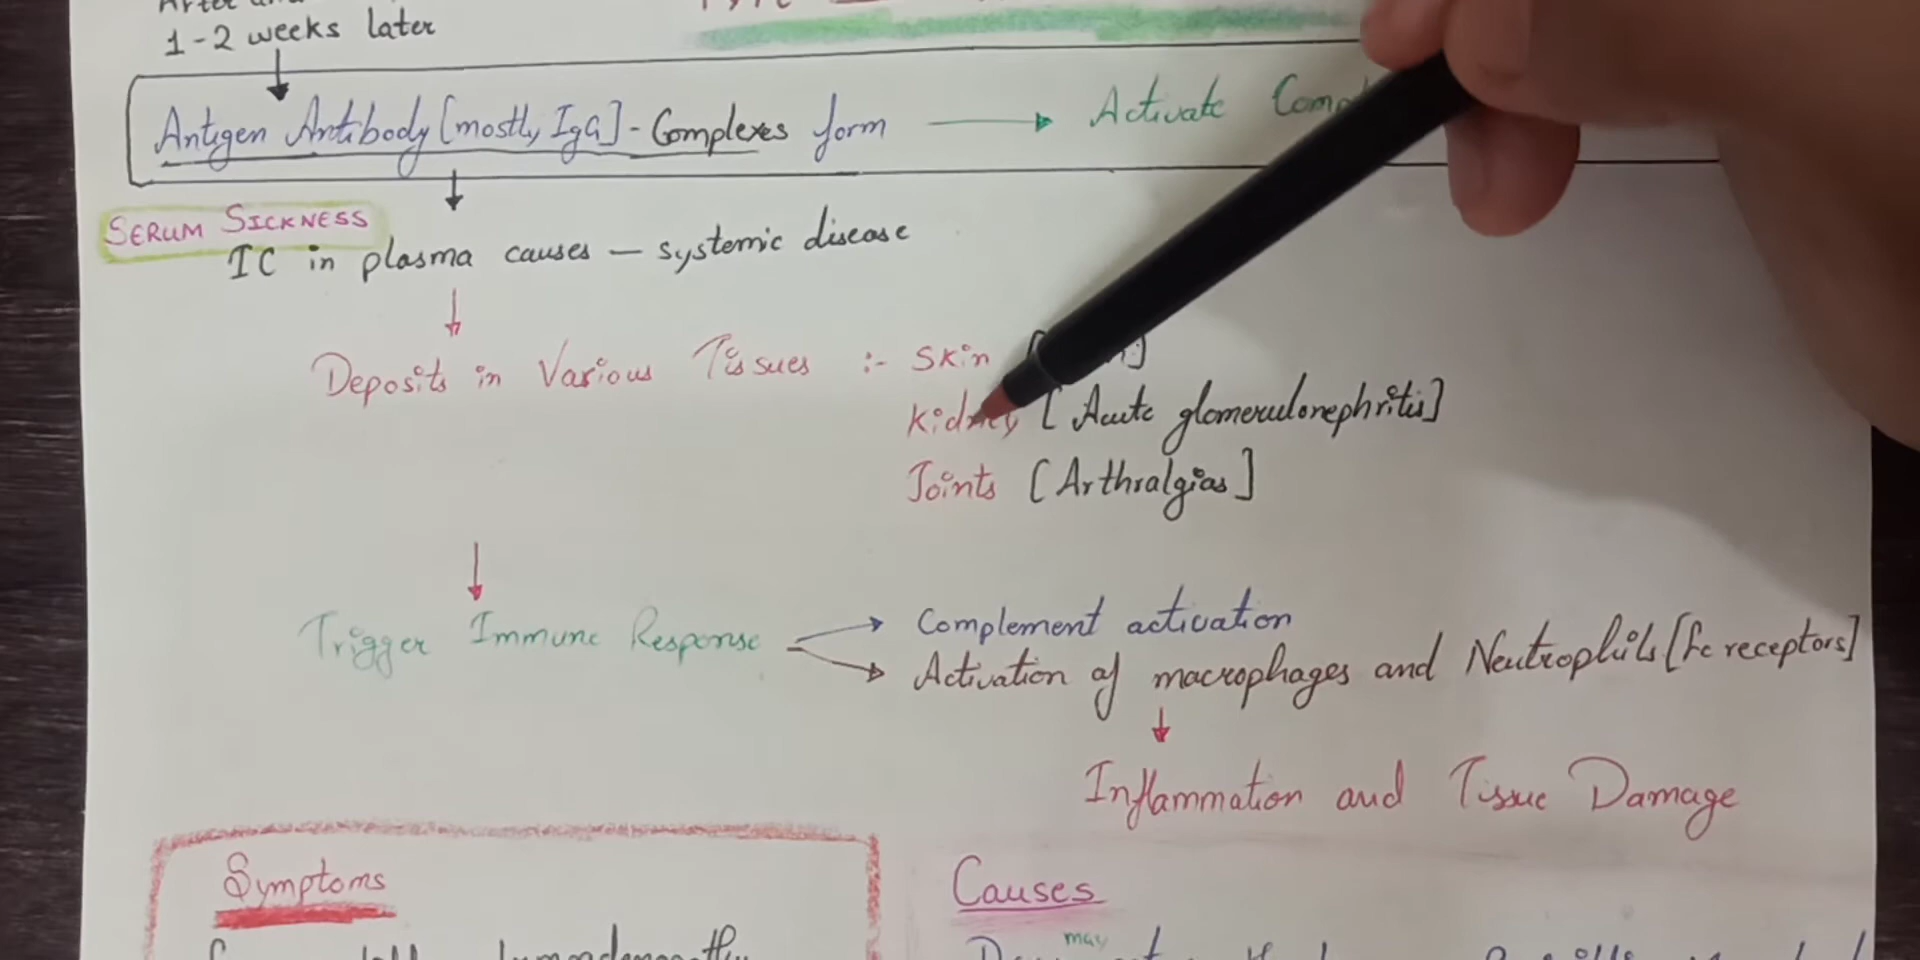 1-2 weeks later
Antigen Antibody [mostly IgG] - Complexes form → Activate
SERUM SICKNESS
IC in plasma causes — systemic disease
Deposits in Various Tissues :- Skin
Kidney [Acute glomerulonephritis]
Joints [Arthralgias]
Trigger Immune Response → Complement activation
→ Activation of macrophages and Neutrophils [Fc receptors]
Inflammation and Tissue Damage
Symptoms
Causes
may